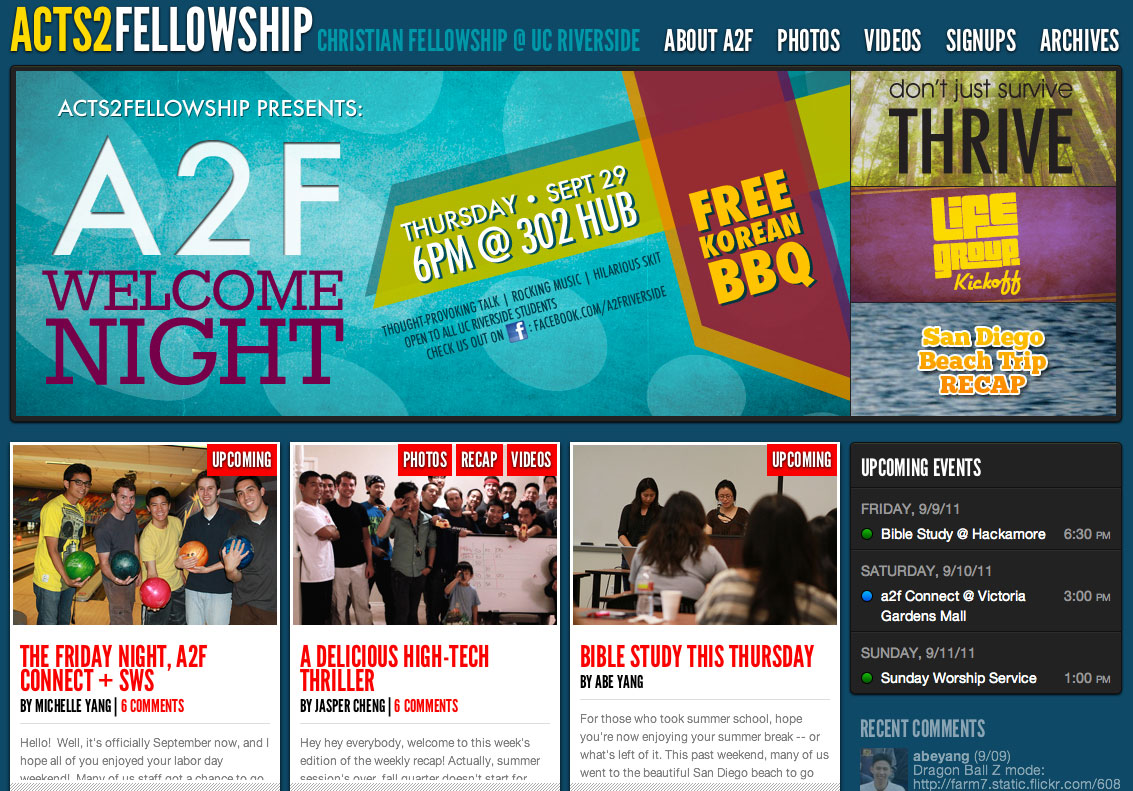 ACTS2FELLOWSHIP CHRISTIAN FELLOWSHIP @ UC RIVERSIDE ABOUT A2F PHOTOS VIDEOS SIGNUPS ARCHIVES
ACTS2FELLOWSHIP PRESENTS:
A2F
WELCOME
NIGHT
THURSDAY • SEPT 29
6PM @ 302 HUB
THOUGHT-PROVOKING TALK | ROCKING MUSIC | HILARIOUS SKIT
OPEN TO ALL UC RIVERSIDE STUDENTS
CHECK US OUT ON f : FACEBOOK.COM/A2FRIVERSIDE
FREE
KOREAN
BBQ
don't just survive
THRIVE
LIFE
GROUP
Kickoff
San Diego
Beach Trip
RECAP
UPCOMING
THE FRIDAY NIGHT, A2F
CONNECT + SWS
BY MICHELLE YANG | 6 COMMENTS
Hello!  Well, it's officially September now, and I
hope all of you enjoyed your labor day
weekend!  Many of us staff got a chance to go
PHOTOS RECAP VIDEOS
A DELICIOUS HIGH-TECH
THRILLER
BY JASPER CHENG | 6 COMMENTS
Hey hey everybody, welcome to this week's
edition of the weekly recap! Actually, summer
session's over, fall quarter doesn't start for
UPCOMING
BIBLE STUDY THIS THURSDAY
BY ABE YANG
For those who took summer school, hope
you're now enjoying your summer break -- or
what's left of it. This past weekend, many of us
went to the beautiful San Diego beach to go
UPCOMING EVENTS
FRIDAY, 9/9/11
Bible Study @ Hackamore 6:30 PM
SATURDAY, 9/10/11
a2f Connect @ Victoria 3:00 PM
Gardens Mall
SUNDAY, 9/11/11
Sunday Worship Service 1:00 PM
RECENT COMMENTS
abeyang (9/09)
Dragon Ball Z mode:
http://farm7.static.flickr.com/608